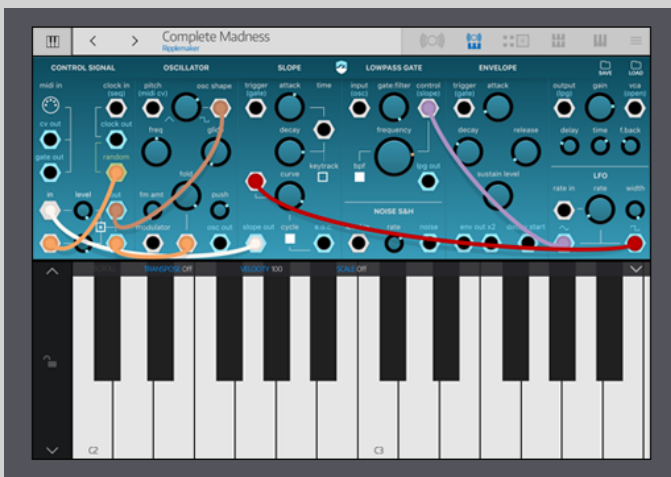 Complete Madness
Ripplemaker
CONTROL SIGNAL
OSCILLATOR
SLOPE
LOWPASS GATE
ENVELOPE
SAVE
LOAD
midi in
clock in
(seq)
pitch
(midi cv)
osc shape
trigger
(gate)
attack
time
input
(osc)
gate:filter
control
(slope)
trigger
(gate)
attack
output
(lpg)
gain
vca
(open)
cv out
clock out
freq
glide
decay
frequency
decay
release
delay
time
f.back
gate out
random
fold
keytrack
LFO
in
level
out
fm amt
push
curve
bpf
lpg out
sustain level
rate in
rate
width
NOISE S&H
modulator
osc out
slope out
cycle
e.o.c.
rate
noise
env out x2
start
TRANSPOSE Off
VELOCITY 100
SCALE Off
C2
C3